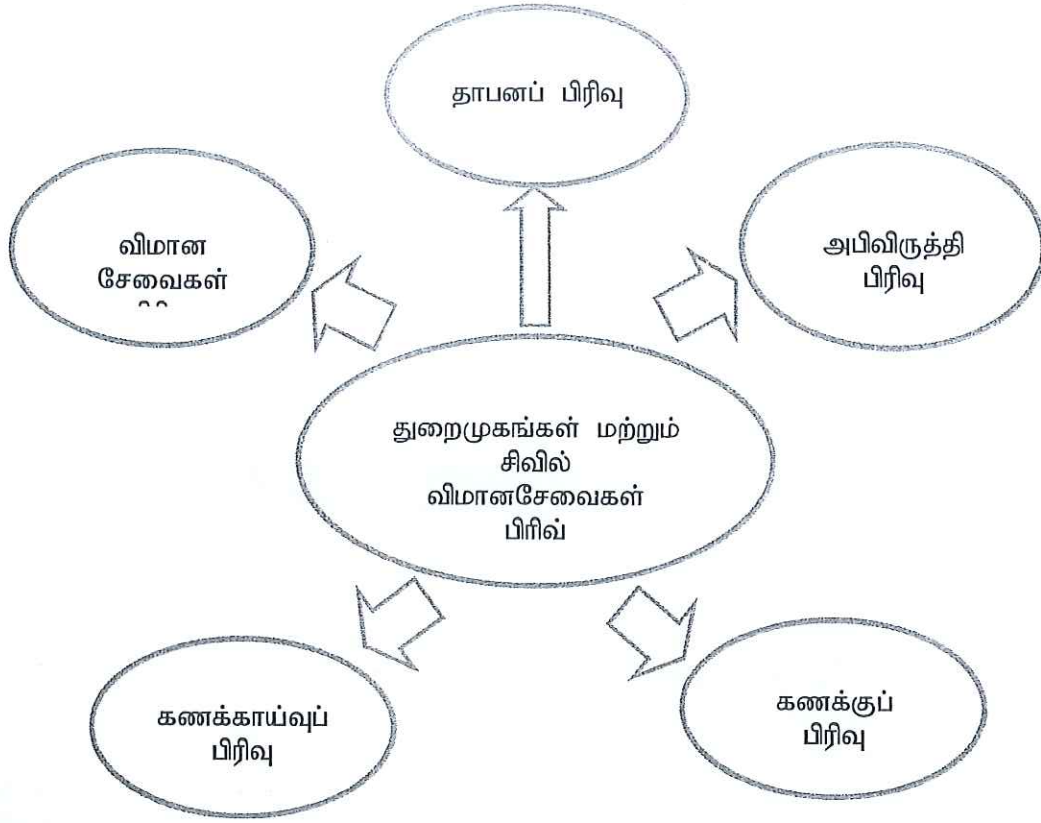 தாபனப் பிரிவு
விமான
சேவைகள்
அபிவிருத்தி
பிரிவு
துறைமுகங்கள் மற்றும்
சிவில்
விமானசேவைகள்
பிரிவ்
கணக்காய்வுப்
பிரிவு
கணக்குப்
பிரிவு